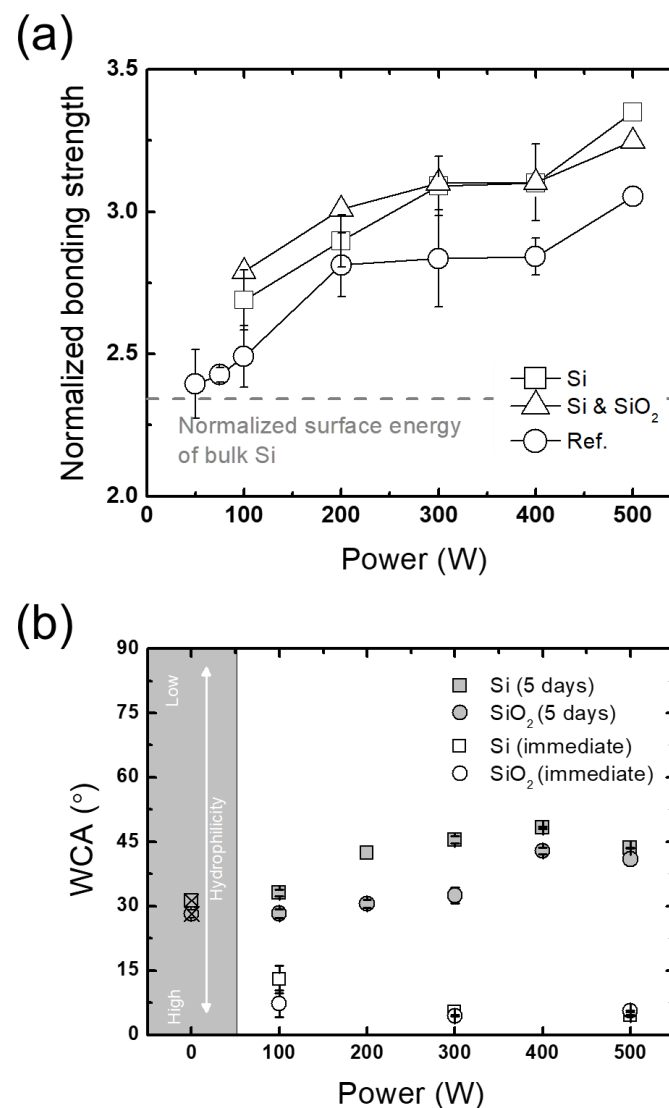 (a)
3.5
3.0
2.5
2.0
Normalized bonding strength
Si
Si & SiO₂
Ref.
Normalized surface energy
of bulk Si
0 100 200 300 400 500
Power (W)
(b)
90
75
60
45
30
15
0
WCA (°)
Low
Hydrophilicity
High
Si (5 days)
SiO₂ (5 days)
Si (immediate)
SiO₂ (immediate)
0 100 200 300 400 500
Power (W)